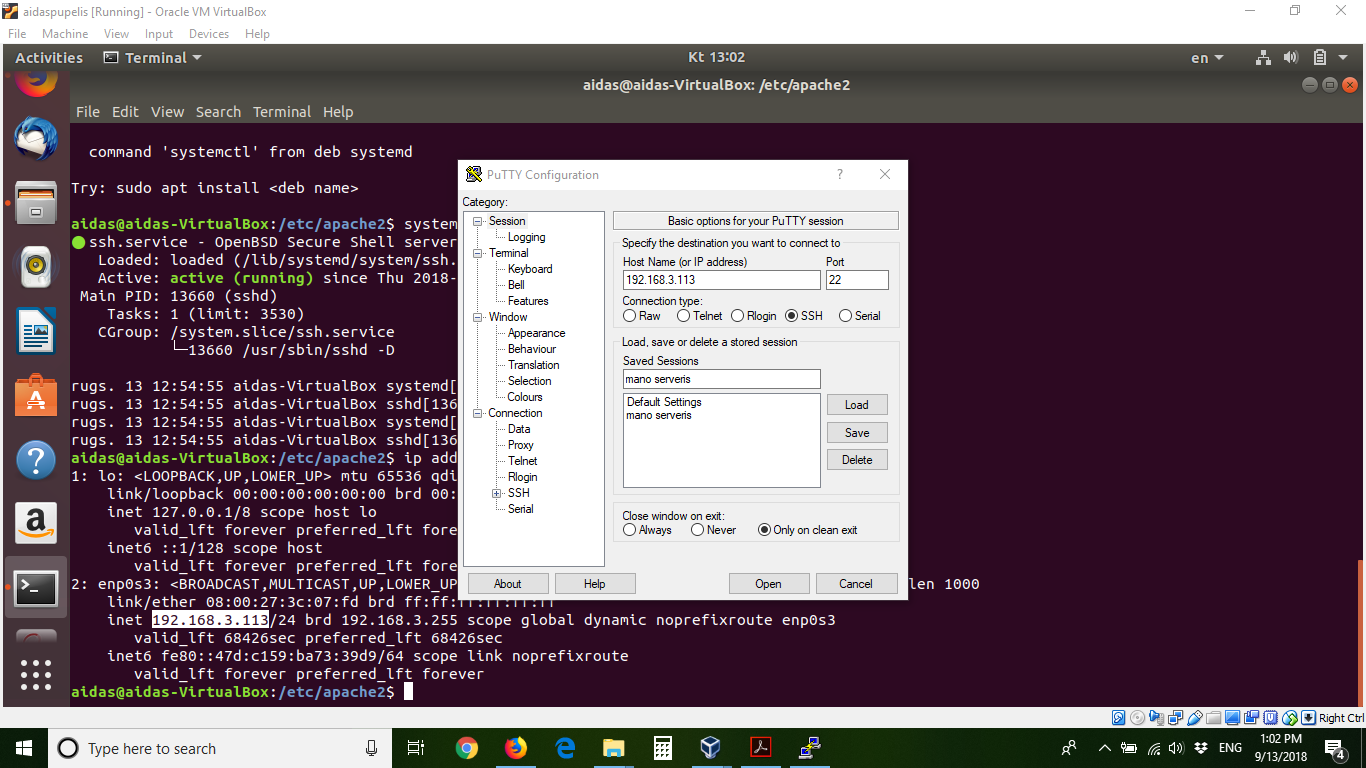 aidaspupelis [Running] - Oracle VM VirtualBox
File Machine View Input Devices Help
Activities Terminal Kt 13:02 en
aidas@aidas-VirtualBox: /etc/apache2
File Edit View Search Terminal Help
command 'systemctl' from deb systemd
Try: sudo apt install <deb name>
aidas@aidas-VirtualBox:/etc/apache2$ system
ssh.service - OpenBSD Secure Shell server
Loaded: loaded (/lib/systemd/system/ssh.
Active: active (running) since Thu 2018-
Main PID: 13660 (sshd)
Tasks: 1 (limit: 3530)
CGroup: /system.slice/ssh.service
└─13660 /usr/sbin/sshd -D
rugs. 13 12:54:55 aidas-VirtualBox systemd[
rugs. 13 12:54:55 aidas-VirtualBox sshd[136
rugs. 13 12:54:55 aidas-VirtualBox systemd[
rugs. 13 12:54:55 aidas-VirtualBox sshd[136
aidas@aidas-VirtualBox:/etc/apache2$ ip add
1: lo: <LOOPBACK,UP,LOWER_UP> mtu 65536 qdi
link/loopback 00:00:00:00:00:00 brd 00:
inet 127.0.0.1/8 scope host lo
valid_lft forever preferred_lft fore
inet6 ::1/128 scope host
valid_lft forever preferred_lft fore
2: enp0s3: <BROADCAST,MULTICAST,UP,LOWER_UP len 1000
link/ether 08:00:27:3c:07:fd brd ff:ff:ff:ff:ff:ff
inet 192.168.3.113/24 brd 192.168.3.255 scope global dynamic noprefixroute enp0s3
valid_lft 68426sec preferred_lft 68426sec
inet6 fe80::47d:c159:ba73:39d9/64 scope link noprefixroute
valid_lft forever preferred_lft forever
aidas@aidas-VirtualBox:/etc/apache2$
PuTTY Configuration ?
Category:
Session
Logging
Terminal
Keyboard
Bell
Features
Window
Appearance
Behaviour
Translation
Selection
Colours
Connection
Data
Proxy
Telnet
Rlogin
SSH
Serial
Basic options for your PuTTY session
Specify the destination you want to connect to
Host Name (or IP address) Port
192.168.3.113 22
Connection type:
Raw Telnet Rlogin SSH Serial
Load, save or delete a stored session
Saved Sessions
mano serveris
Default Settings
mano serveris
Load
Save
Delete
Close window on exit:
Always Never Only on clean exit
About Help Open Cancel
Right Ctrl
Type here to search
ENG
1:02 PM
9/13/2018
4